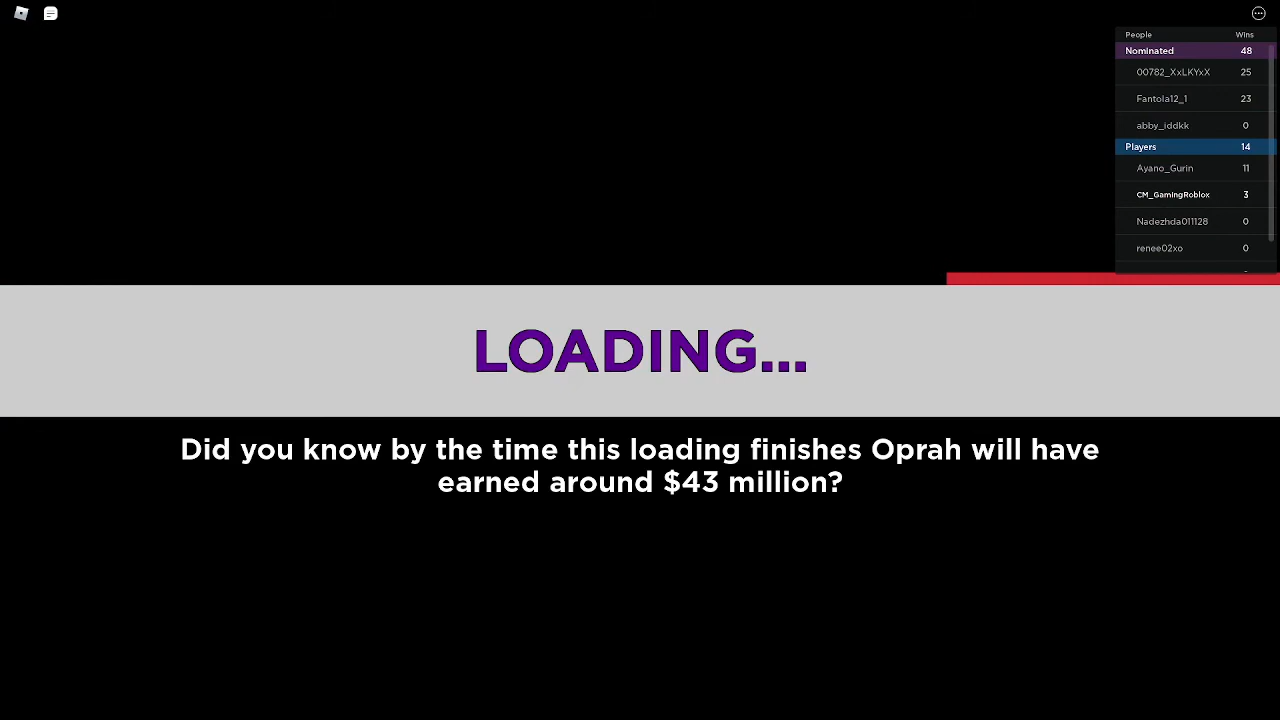 People Wins
Nominated 48
00782_XxLKYxX 25
Fantola12_1 23
abby_iddkk 0
Players 14
Ayano_Gurin 11
CM_GamingRoblox 3
Nadezhda011128 0
renee02xo 0
LOADING...
Did you know by the time this loading finishes Oprah will have
earned around $43 million?